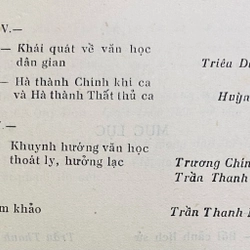 V.—
— Khái quát về văn học
dân gian
— Hà thành Chính khí ca
và Hà thành Thất thủ ca
.—
Khuynh hướng văn học
thoát ly, hưởng lạc
Trương Chín
Trần Thanh
m khảo
Trần Thanh